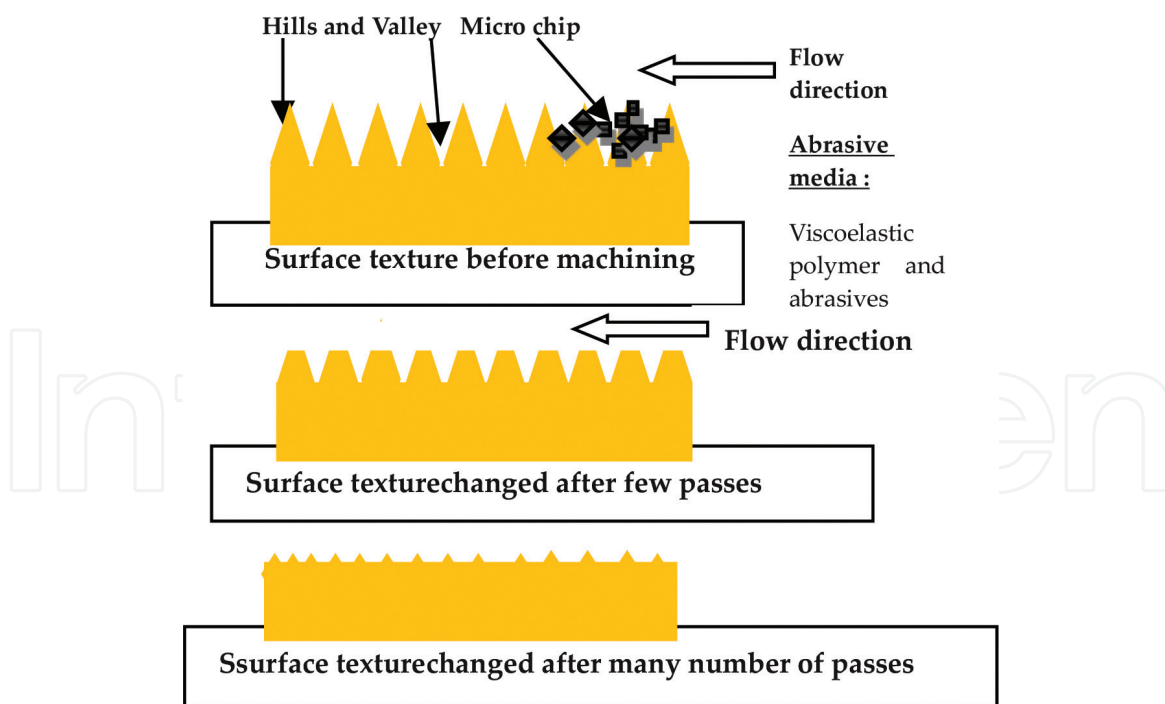 Hills and Valley Micro chip
Flow
direction
Abrasive
media :
Viscoelastic
polymer and
abrasives
Surface texture before machining
Flow direction
Surface texturechanged after few passes
Ssurface texturechanged after many number of passes